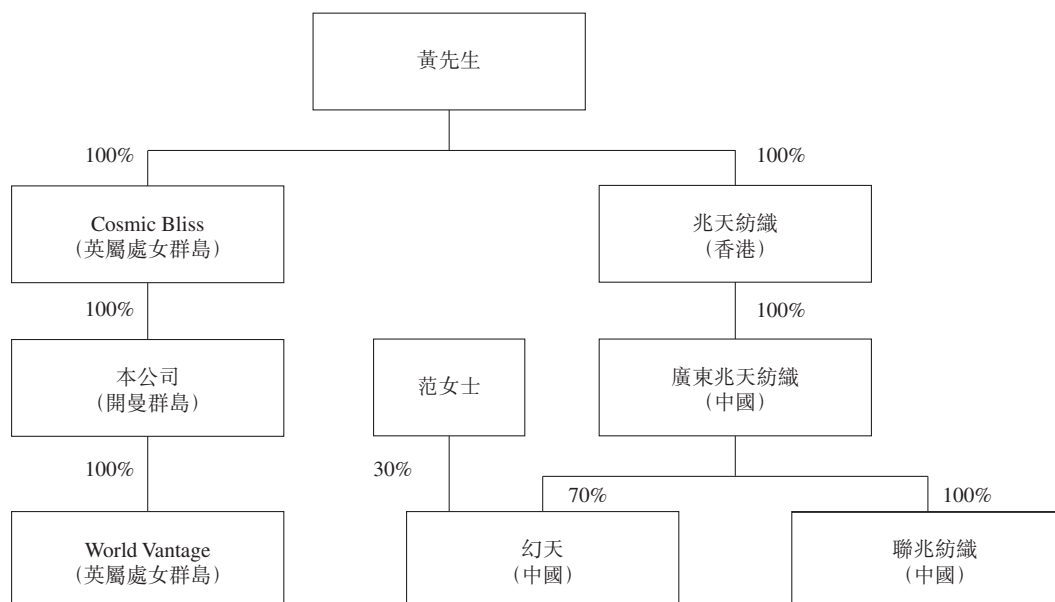 黃先生
100%
100%
Cosmic Bliss
（英屬處女群島）
兆天紡織
（香港）
100%
100%
本公司
（開曼群島）
范女士
廣東兆天紡織
（中國）
100%
30%
70%
100%
World Vantage
（英屬處女群島）
幻天
（中國）
聯兆紡織
（中國）